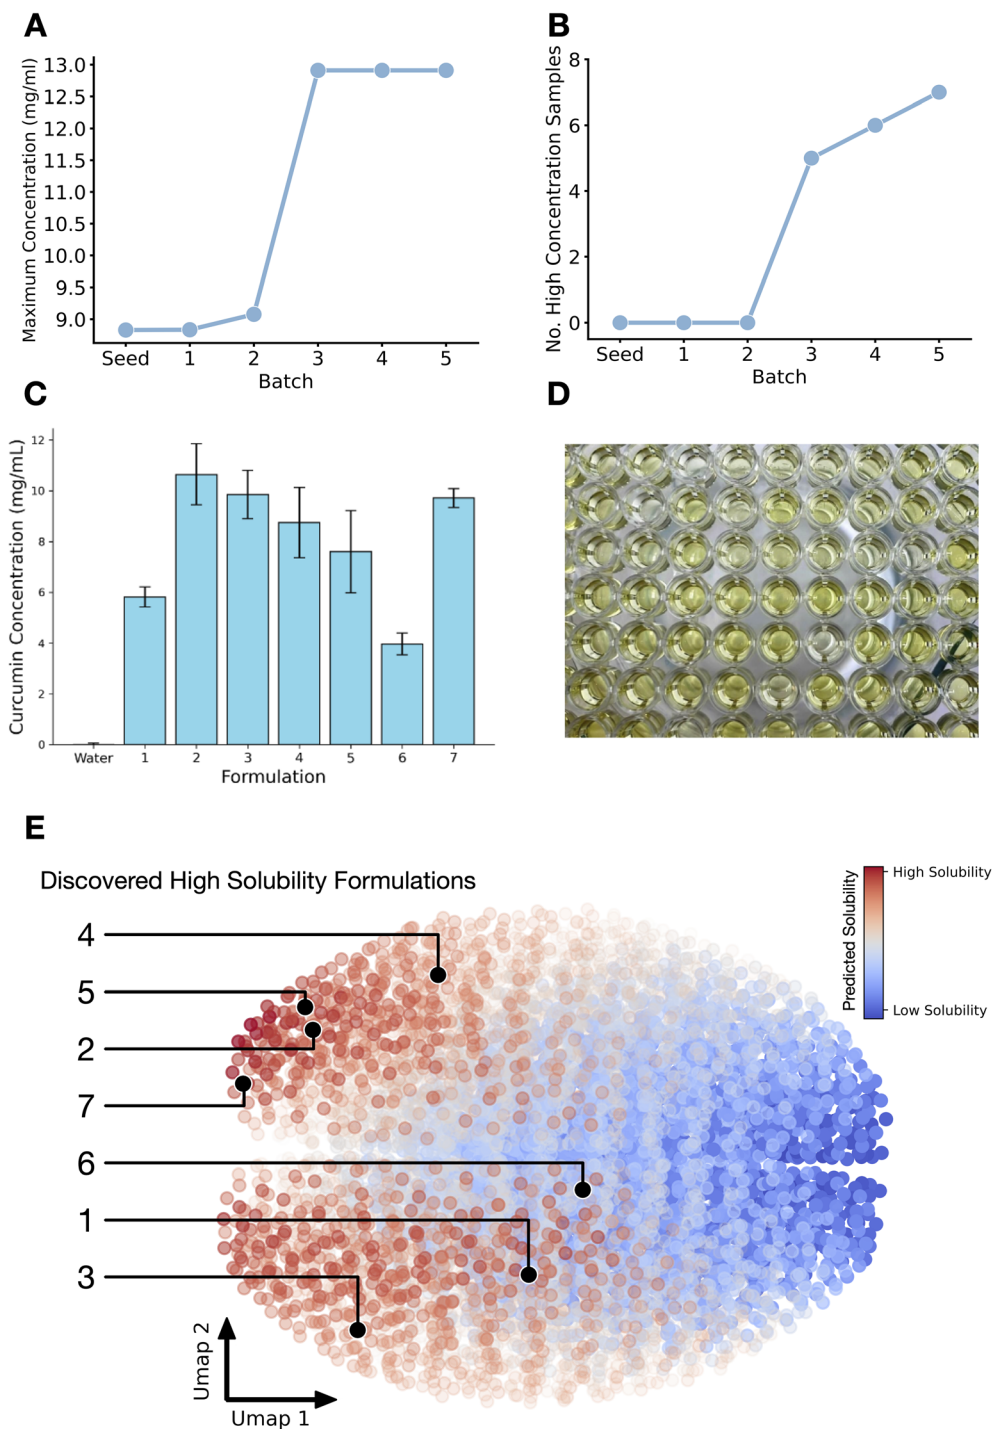 A
Maximum Concentration (mg/ml)
13.0
12.5
12.0
11.5
11.0
10.5
10.0
9.5
9.0
Seed 1 2 3 4 5
Batch
B
No. High Concentration Samples
8
6
4
2
0
Seed 1 2 3 4 5
Batch
C
Curcumin Concentration (mg/mL)
12
10
8
6
4
2
0
Water 1 2 3 4 5 6 7
Formulation
D
E
Discovered High Solubility Formulations
Predicted Solubility
High Solubility
Low Solubility
4
5
2
7
6
1
3
Umap 2
Umap 1